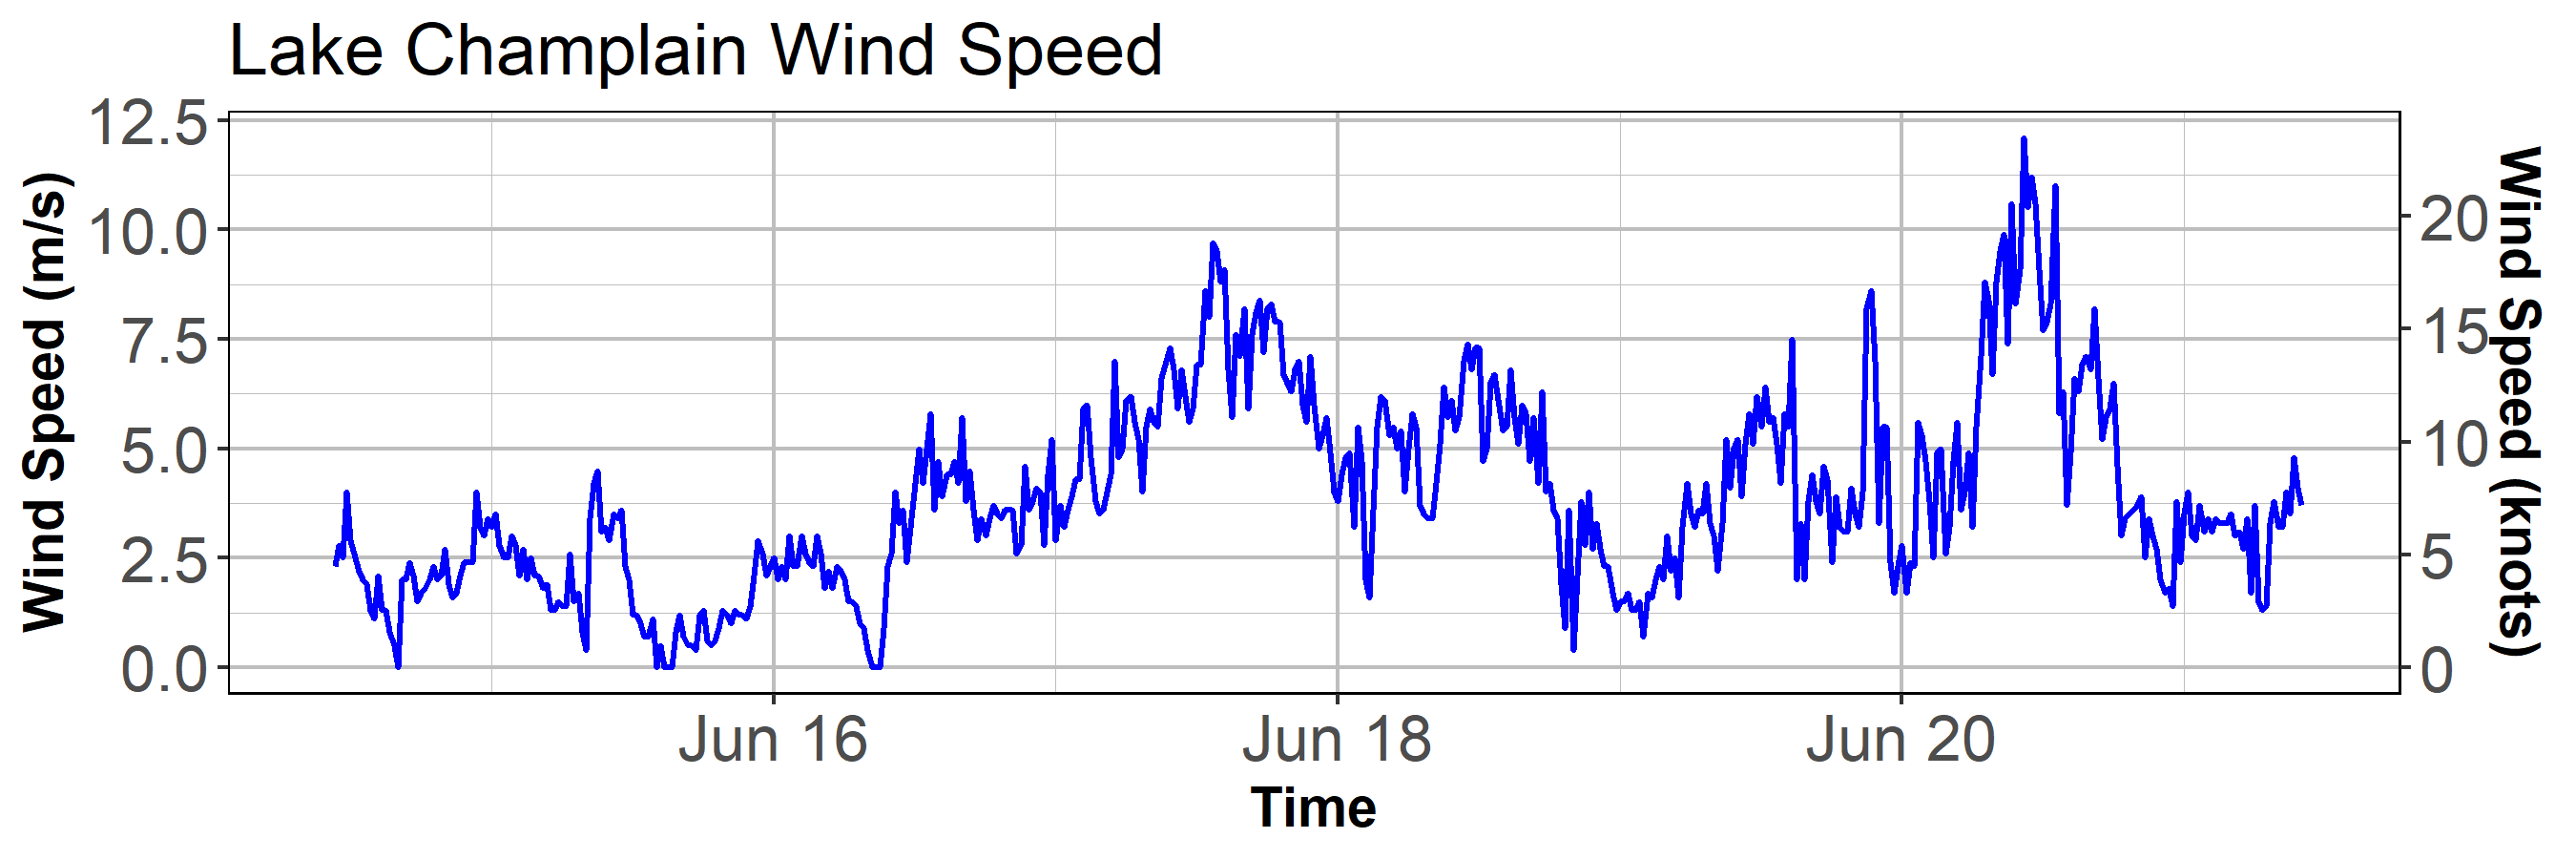 Lake Champlain Wind Speed
12.5
10.0
7.5
5.0
2.5
0.0
Wind Speed (m/s)
20
15
10
5
0
Wind Speed (knots)
Jun 16
Jun 18
Jun 20
Time